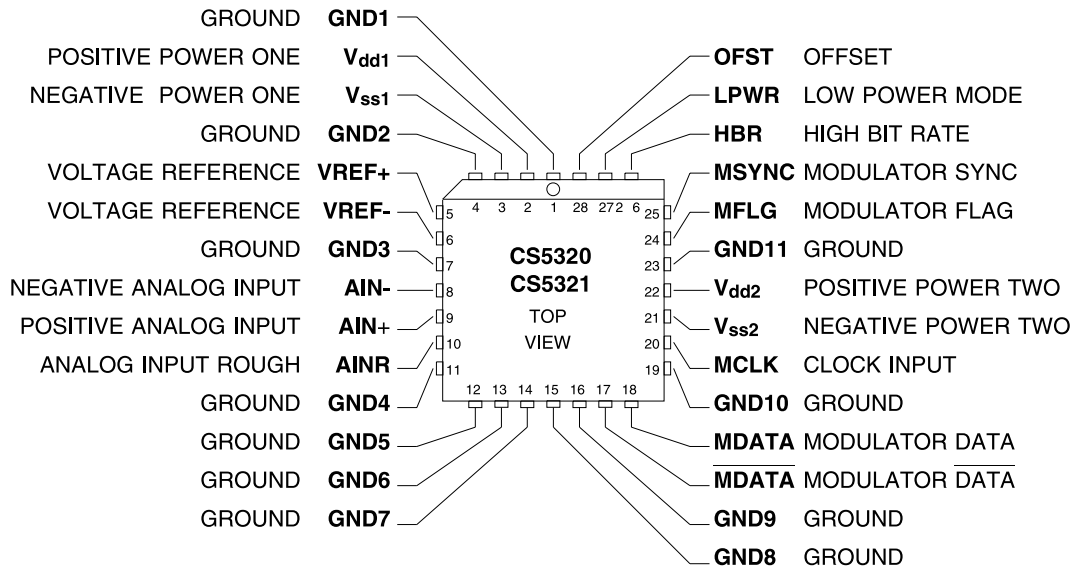 GROUND GND1
POSITIVE POWER ONE Vdd1
NEGATIVE POWER ONE Vss1
GROUND GND2
VOLTAGE REFERENCE VREF+
VOLTAGE REFERENCE VREF-
GROUND GND3
NEGATIVE ANALOG INPUT AIN-
POSITIVE ANALOG INPUT AIN+
ANALOG INPUT ROUGH AINR
GROUND GND4
GROUND GND5
GROUND GND6
GROUND GND7
4 3 2 1 28 27 2 6
5
6
7
8
9
10
11
CS5320
CS5321
TOP
VIEW
25
24
23
22
21
20
19
12 13 14 15 16 17 18
OFST OFFSET
LPWR LOW POWER MODE
HBR HIGH BIT RATE
MSYNC MODULATOR SYNC
MFLG MODULATOR FLAG
GND11 GROUND
Vdd2 POSITIVE POWER TWO
Vss2 NEGATIVE POWER TWO
MCLK CLOCK INPUT
GND10 GROUND
MDATA MODULATOR DATA
M̅D̅A̅T̅A̅ MODULATOR D̅A̅T̅A̅
GND9 GROUND
GND8 GROUND